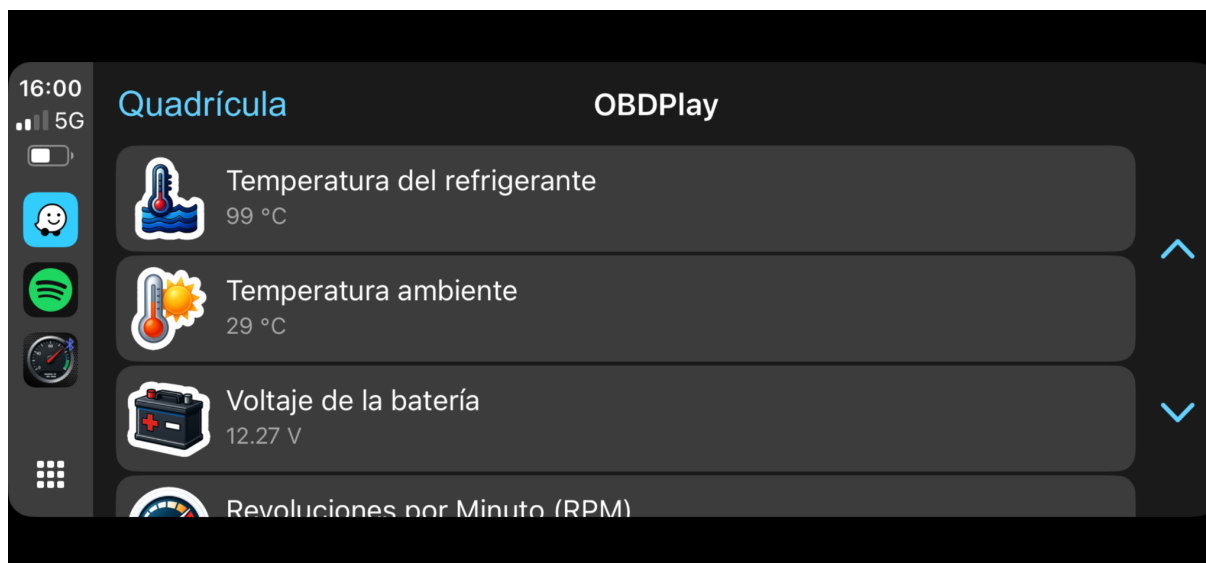 16:00
5G
Quadrícula
OBDPlay
Temperatura del refrigerante
99 °C
Temperatura ambiente
29 °C
Voltaje de la batería
12.27 V
Revoluciones por Minuto (RPM)